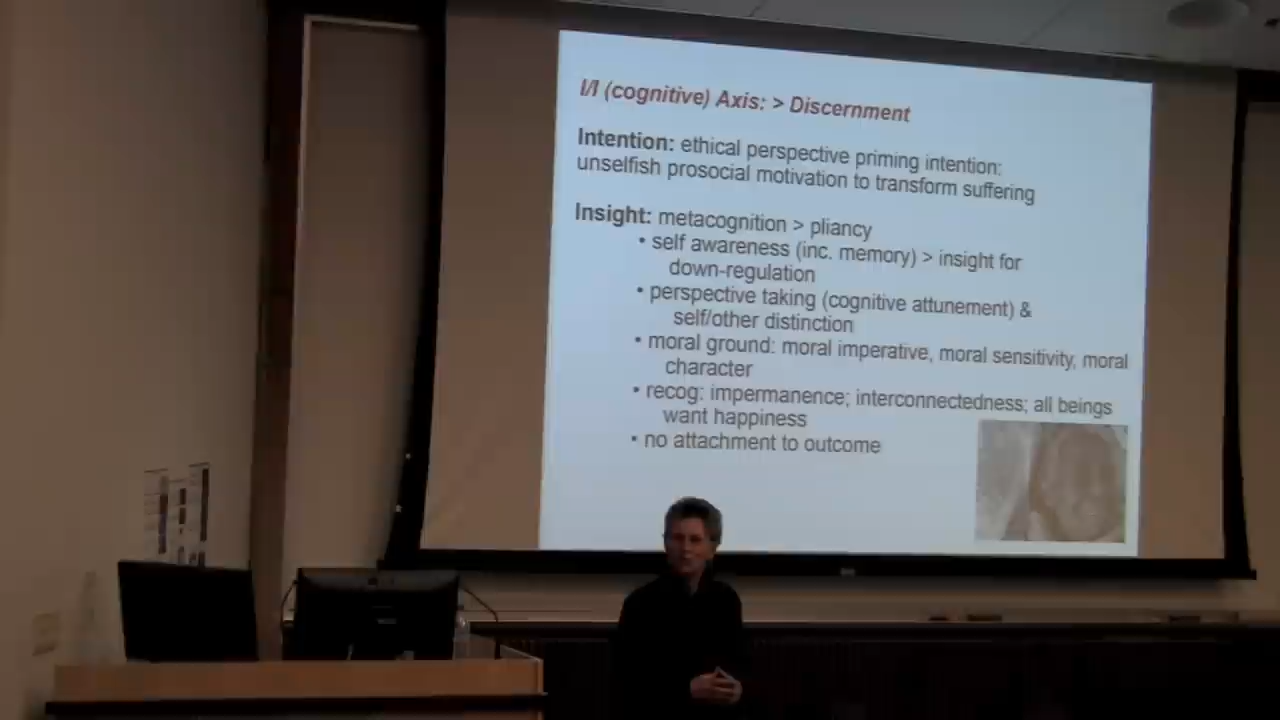 I/I (cognitive) Axis: > Discernment
Intention: ethical perspective priming intention:
unselfish prosocial motivation to transform suffering
Insight: metacognition > pliancy
• self awareness (inc. memory) > insight for
down-regulation
• perspective taking (cognitive attunement) &
self/other distinction
• moral ground: moral imperative, moral sensitivity, moral
character
• recog: impermanence; interconnectedness; all beings
want happiness
• no attachment to outcome